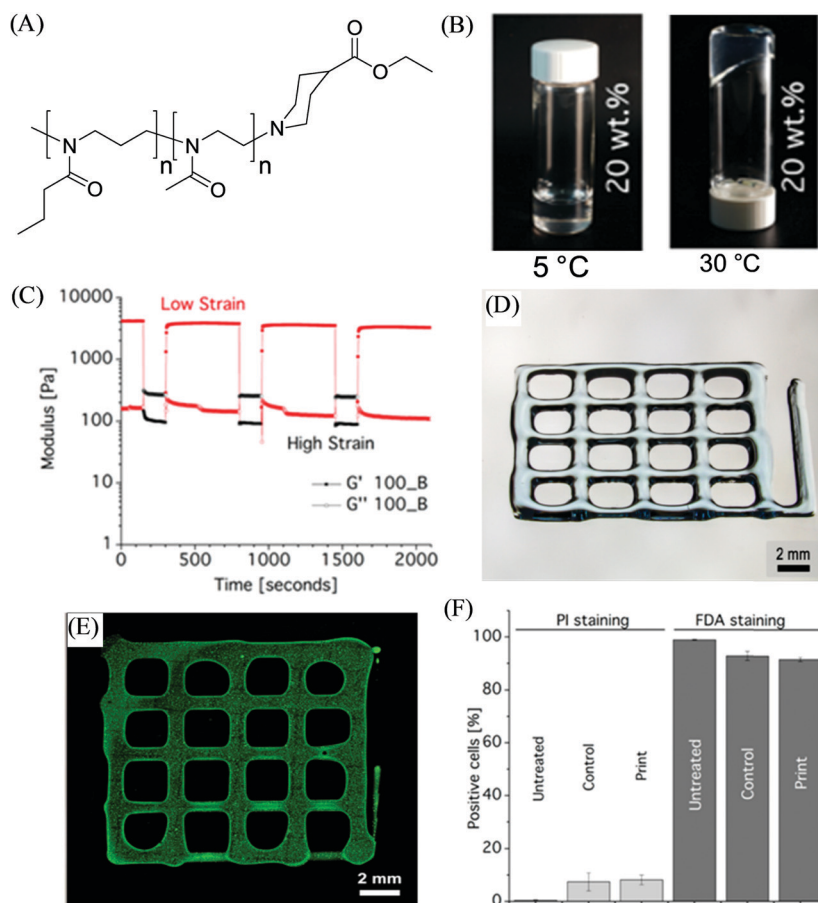 (A)
O
O
N
N
N
n
n
O
O
(B)
20 wt.%
20 wt.%
5 °C
30 °C
(C)
10000
1000
100
10
1
Modulus [Pa]
Low Strain
High Strain
G' 100_B
G'' 100_B
0
500
1000
1500
2000
Time [seconds]
(D)
2 mm
(E)
2 mm
(F)
PI staining
FDA staining
100
80
60
40
20
0
Positive cells [%]
Untreated
Control
Print
Untreated
Control
Print